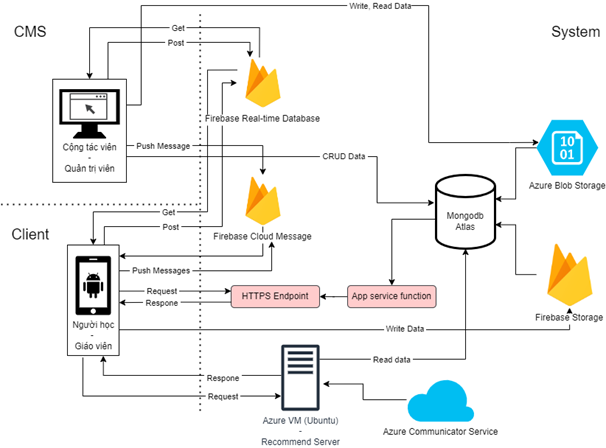 CMS
Write, Read Data
System
Get
Post
Firebase Real-time Database
Cộng tác viên
-
Quản trị viên
Push Message
CRUD Data
10
01
Azure Blob Storage
Get
Post
Mongodb
Atlas
Client
Firebase Cloud Message
Push Messages
Request
Respone
HTTPS Endpoint
App service function
Firebase Storage
Người học
-
Giáo viên
Write Data
Read data
Respone
Request
Azure VM (Ubuntu)
-
Recommend Server
Azure Communicator Service